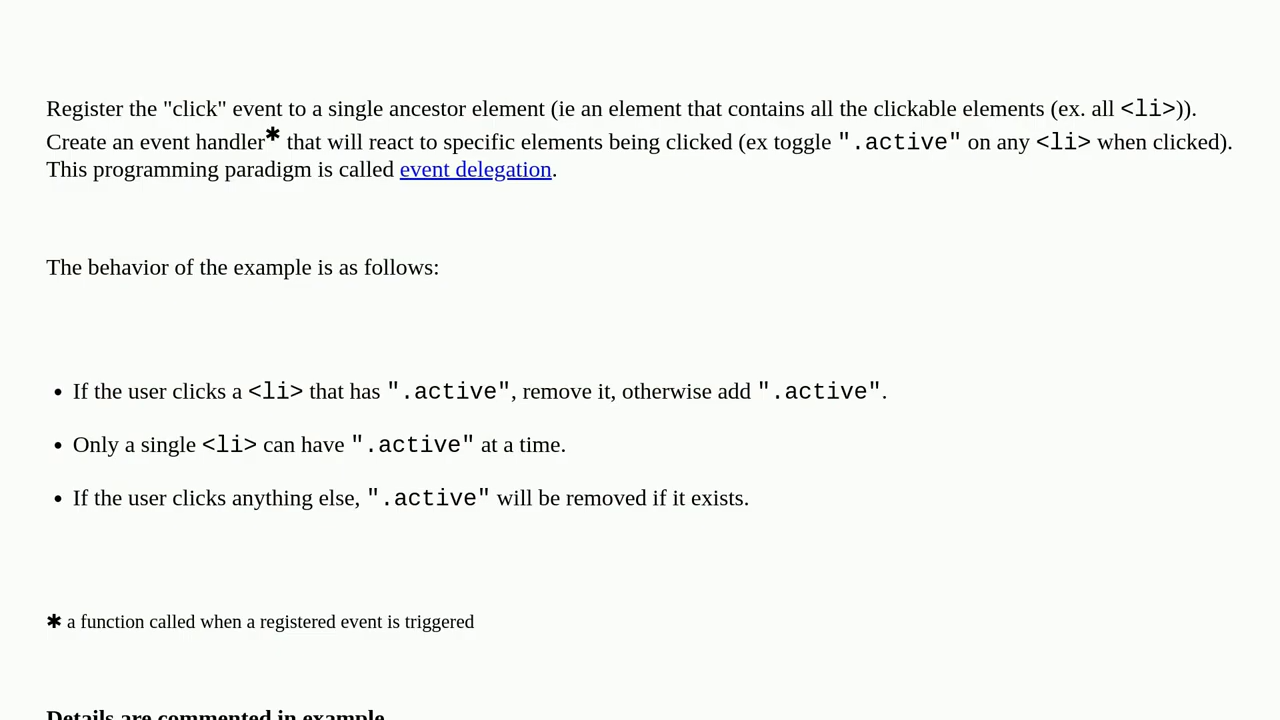 Register the "click" event to a single ancestor element (ie an element that contains all the clickable elements (ex. all <li>)).
Create an event handler✱ that will react to specific elements being clicked (ex toggle ".active" on any <li> when clicked).
This programming paradigm is called event delegation.
The behavior of the example is as follows:
• If the user clicks a <li> that has ".active", remove it, otherwise add ".active".
• Only a single <li> can have ".active" at a time.
• If the user clicks anything else, ".active" will be removed if it exists.
✱ a function called when a registered event is triggered
Details are commented in example